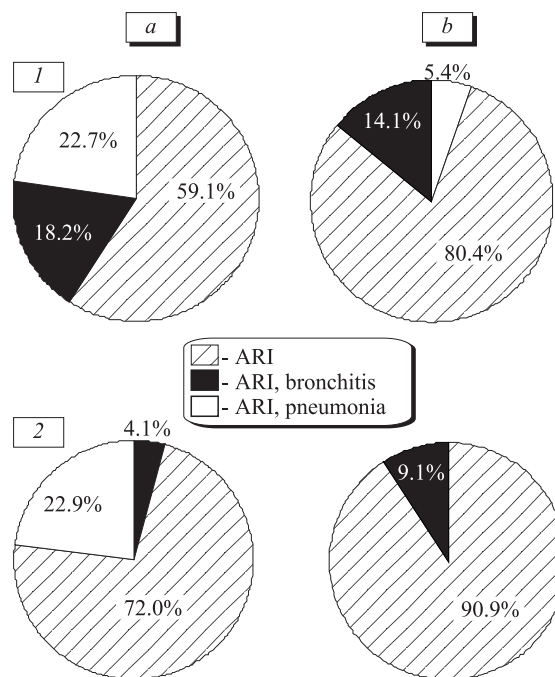 a
b
1
22.7%
59.1%
18.2%
5.4%
14.1%
80.4%
- ARI
- ARI, bronchitis
- ARI, pneumonia
2
4.1%
22.9%
72.0%
9.1%
90.9%